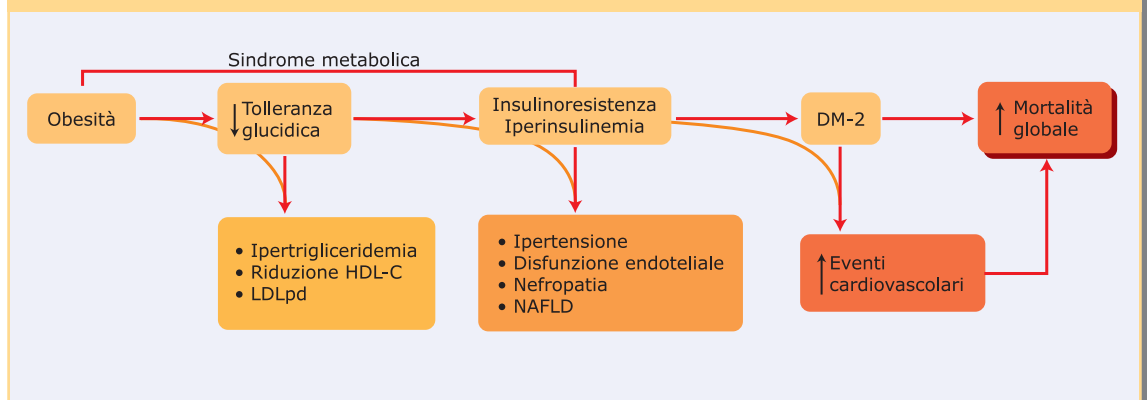 Sindrome metabolica
Obesità
↓ Tolleranza
glucidica
Insulinoresistenza
Iperinsulinemia
DM-2
↑ Mortalità
globale
• Ipertrigliceridemia
• Riduzione HDL-C
• LDLpd
• Ipertensione
• Disfunzione endoteliale
• Nefropatia
• NAFLD
↑ Eventi
cardiovascolari